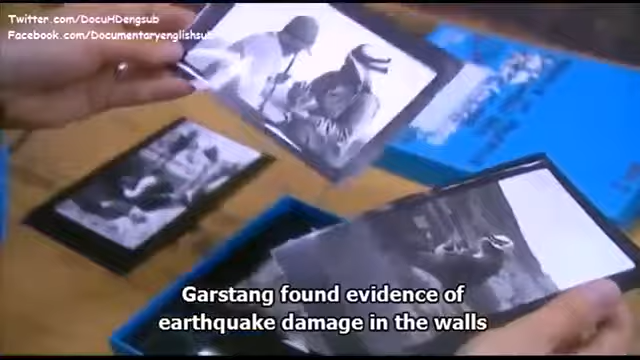 Twitter.com/DocuHDengsub
Facebook.com/Documentaryenglishsub
Garstang found evidence of
earthquake damage in the walls